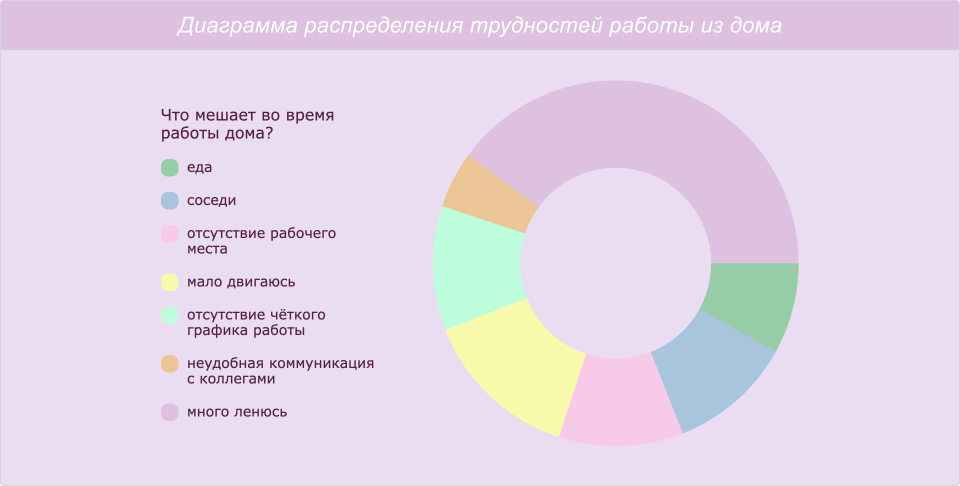 Диаграмма распределения трудностей работы из дома
Что мешает во время
работы дома?
еда
соседи
отсутствие рабочего
места
мало двигаюсь
отсутствие чёткого
графика работы
неудобная коммуникация
с коллегами
много ленюсь